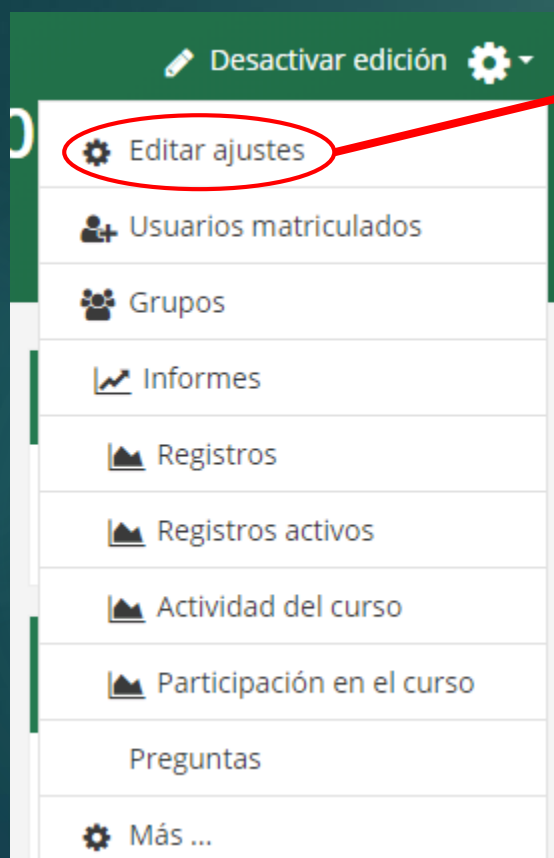 Desactivar edición
Editar ajustes
Usuarios matriculados
Grupos
Informes
Registros
Registros activos
Actividad del curso
Participación en el curso
Preguntas
Más ...